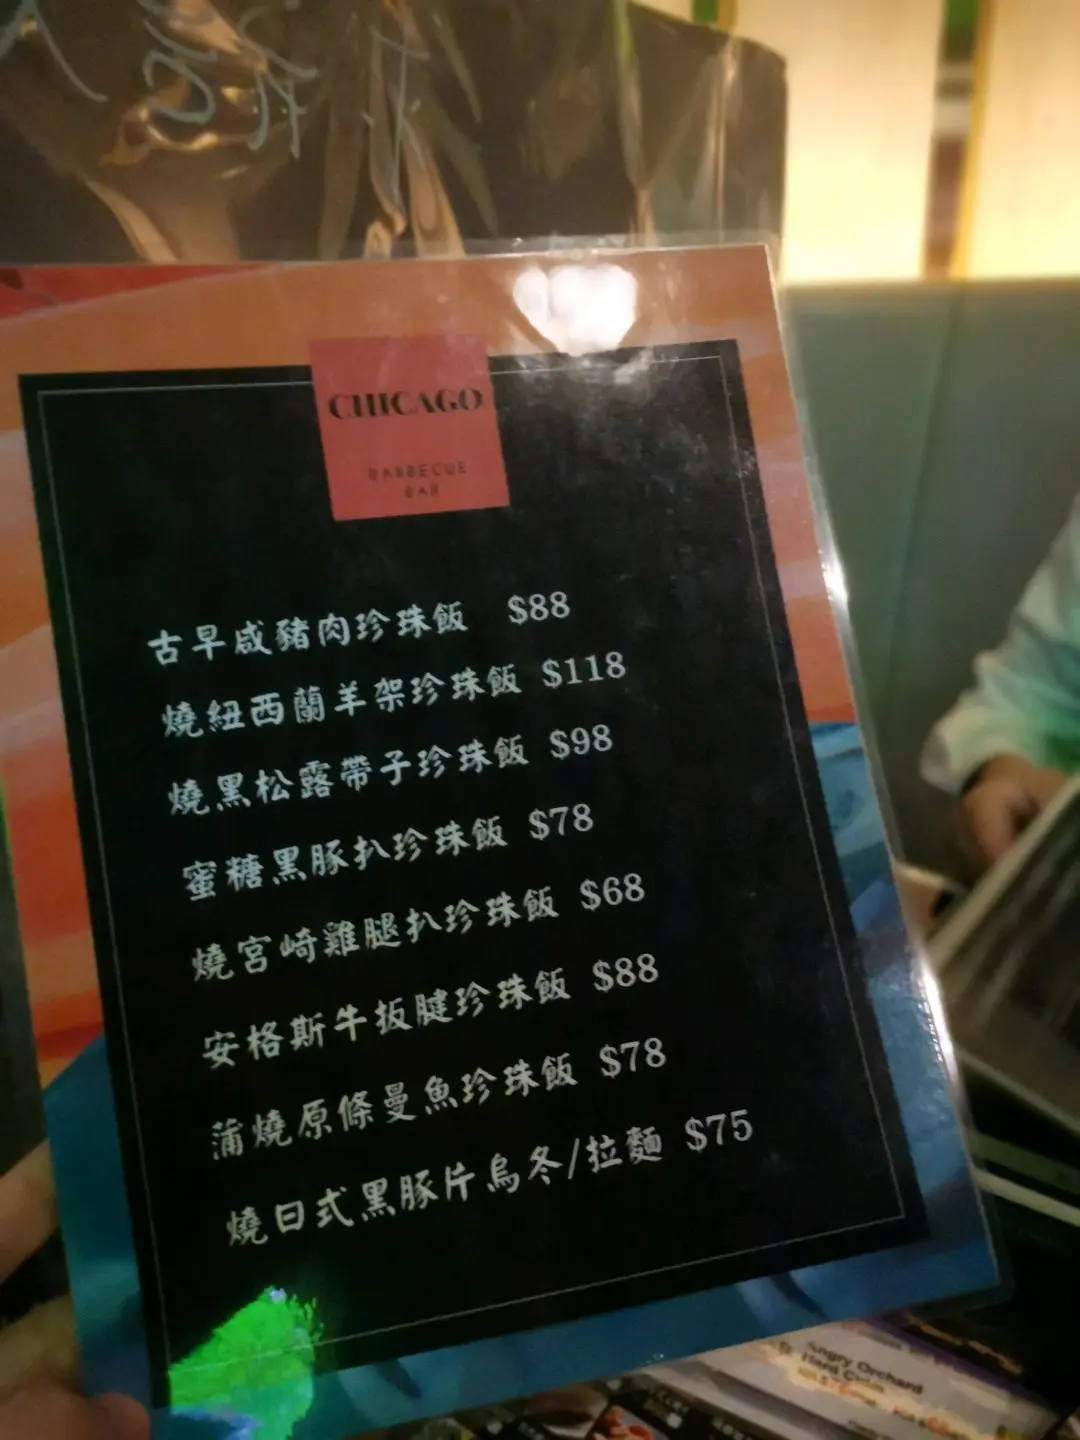 CHICAGO
BARBECUE
BAR
古早咸豬肉珍珠飯 $88
燒紐西蘭羊架珍珠飯 $118
燒黑松露帶子珍珠飯 $98
蜜糖黑豚扒珍珠飯 $78
燒宮崎雞腿扒珍珠飯 $68
安格斯牛扳腱珍珠飯 $88
蒲燒原條曼魚珍珠飯 $78
燒日式黑豚片烏冬/拉麵 $75
Angry Orchard
Hard Cider